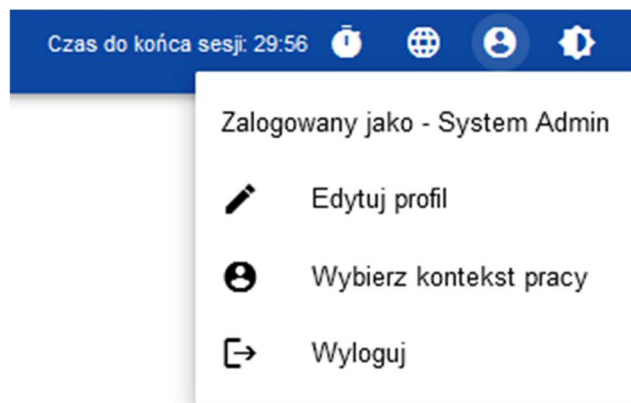 Czas do końca sesji: 29:56
Zalogowany jako - System Admin
Edytuj profil
Wybierz kontekst pracy
Wyloguj